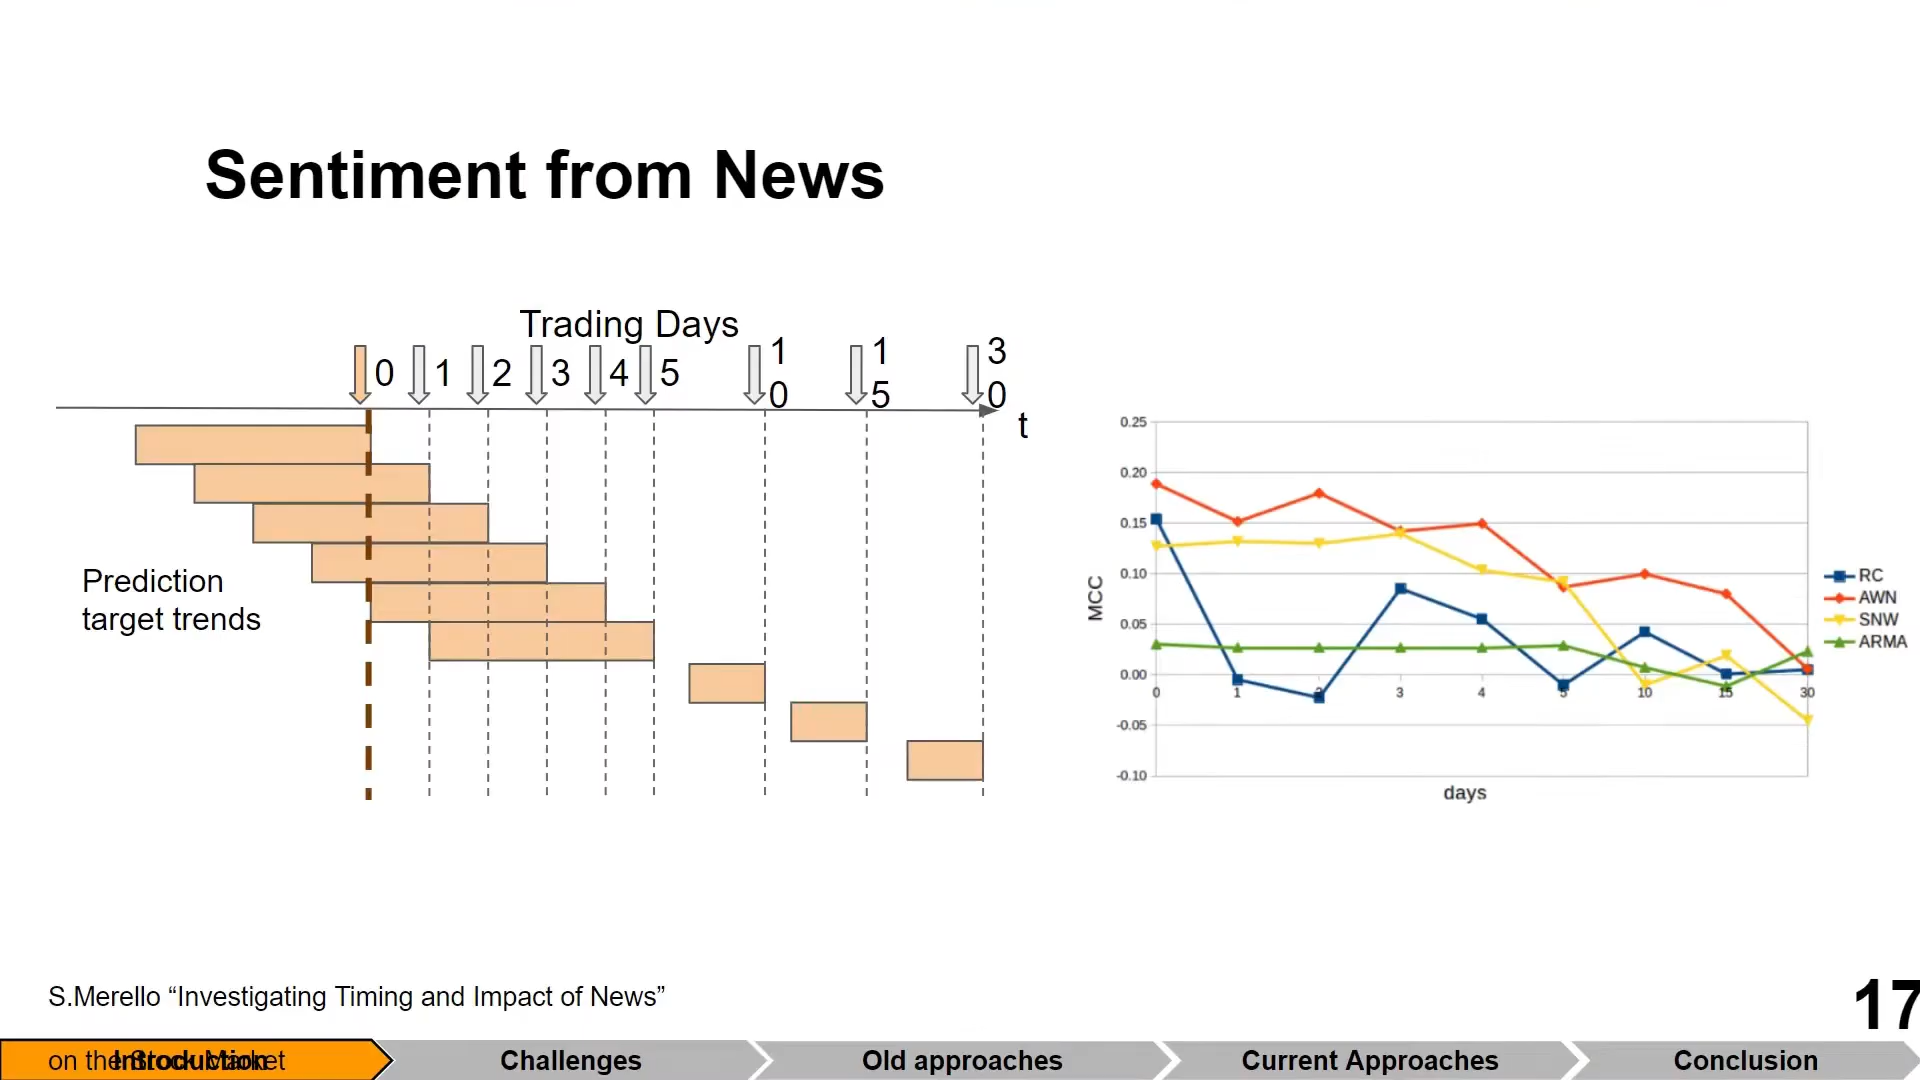 Sentiment from News
Trading Days
0 1 2 3 4 5 10 15 30
t
Prediction
target trends
0.25
0.20
0.15
0.10
0.05
0.00
-0.05
-0.10
MCC
0 1 2 3 4 5 10 15 30
days
RC
AWN
SNW
ARMA
S.Merello “Investigating Timing and Impact of News”
on the Stock Market
17
Introduction
Challenges
Old approaches
Current Approaches
Conclusion